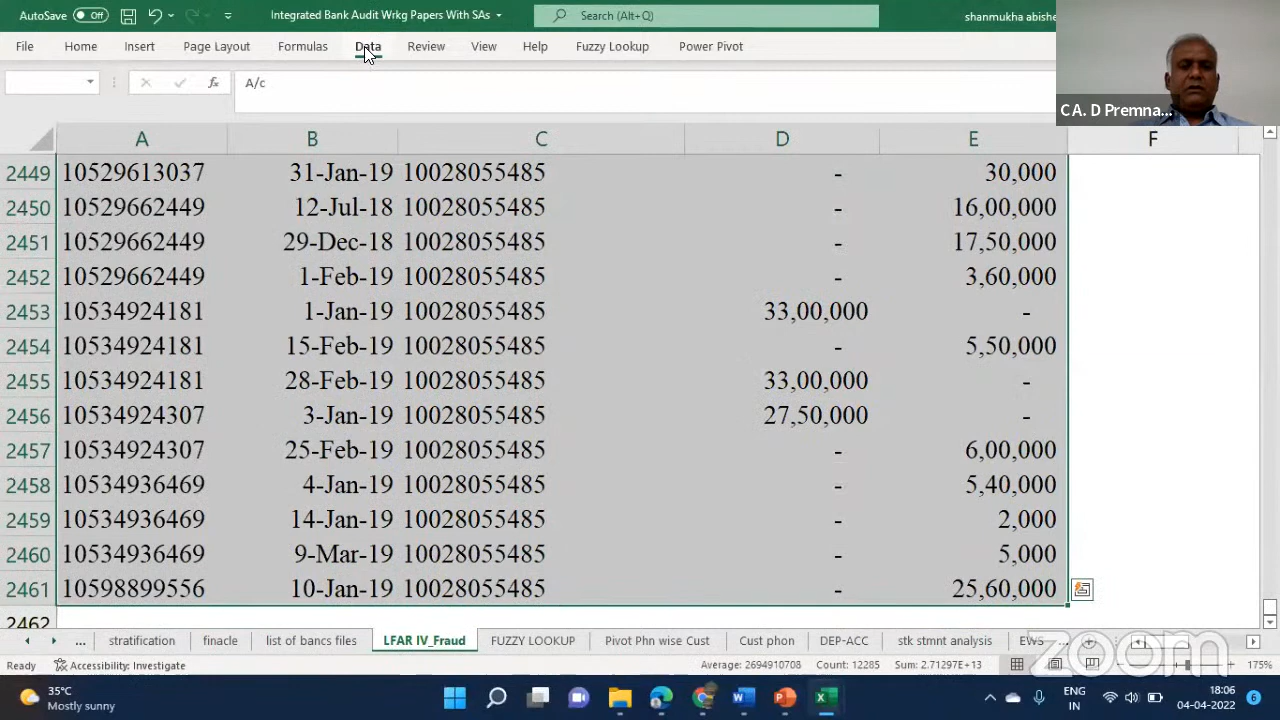 AutoSave Off Integrated Bank Audit Wrkg Papers With SAs Search (Alt+Q) shanmukha abishe
File Home Insert Page Layout Formulas Data Review View Help Fuzzy Lookup Power Pivot
fx A/c
CA. D Premna...
A B C D E F
2449 10529613037 31-Jan-19 10028055485 - 30,000
2450 10529662449 12-Jul-18 10028055485 - 16,00,000
2451 10529662449 29-Dec-18 10028055485 - 17,50,000
2452 10529662449 1-Feb-19 10028055485 - 3,60,000
2453 10534924181 1-Jan-19 10028055485 33,00,000 -
2454 10534924181 15-Feb-19 10028055485 - 5,50,000
2455 10534924181 28-Feb-19 10028055485 33,00,000 -
2456 10534924307 3-Jan-19 10028055485 27,50,000 -
2457 10534924307 25-Feb-19 10028055485 - 6,00,000
2458 10534936469 4-Jan-19 10028055485 - 5,40,000
2459 10534936469 14-Jan-19 10028055485 - 2,000
2460 10534936469 9-Mar-19 10028055485 - 5,000
2461 10598899556 10-Jan-19 10028055485 - 25,60,000
2462
... stratification finacle list of bancs files LFAR IV_Fraud FUZZY LOOKUP Pivot Phn wise Cust Cust phon DEP-ACC stk stmnt analysis EWS ...
Ready Accessibility: Investigate Average: 2694910708 Count: 12285 Sum: 2.71297E+13 175%
zoom
35°C
Mostly sunny
ENG
IN
18:06
04-04-2022
6